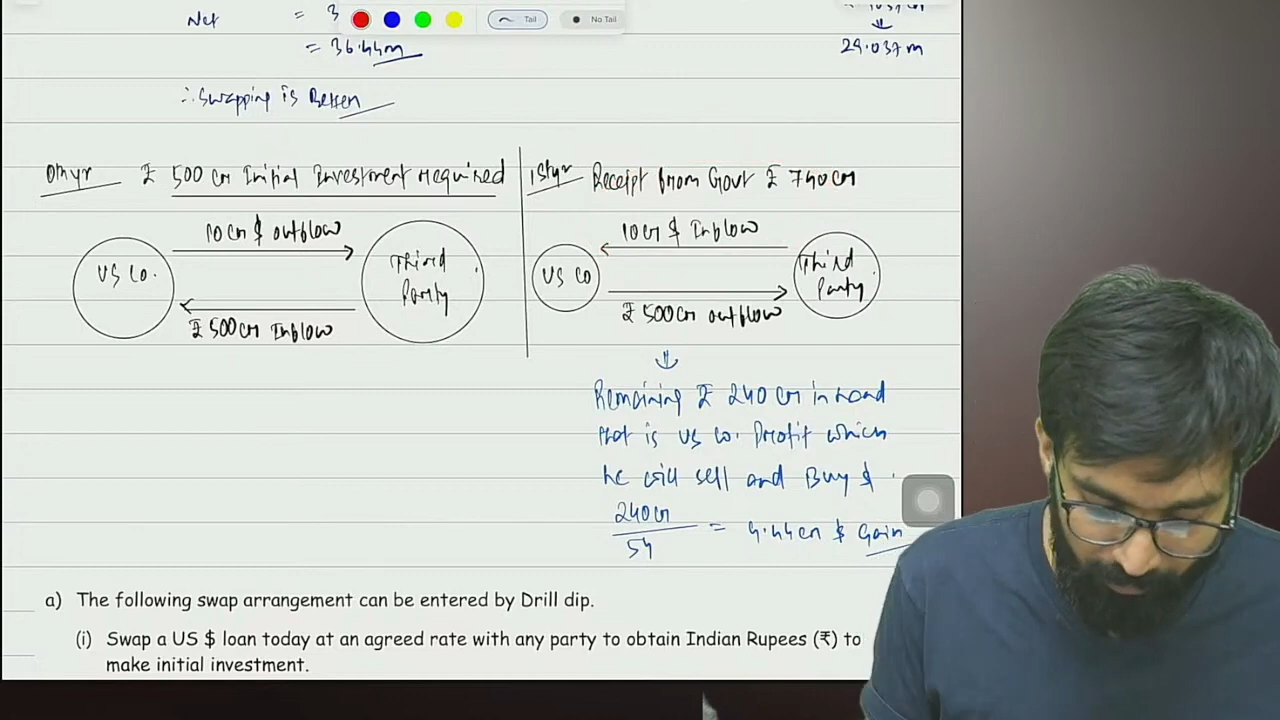 Net = 3
= 36.44m
29.037 m
∴ Swapping is Better
Tail
No Tail
0th yr ₹ 500 Cr Initial Investment required
10 Cr $ outflow
US Co.
Third Party
₹ 500 Cr Inflow
1st yr Receipt from Govt ₹ 740 Cr
10 Cr $ Inflow
US Co
Third Party
₹ 500 Cr outflow
Remaining ₹ 240 Cr in hand
that is US Co. Profit which
he will sell and Buy $
240 Cr / 54 = 4.44 Cr $ Gain
a) The following swap arrangement can be entered by Drill dip.
(i) Swap a US $ loan today at an agreed rate with any party to obtain Indian Rupees (₹) to
make initial investment.